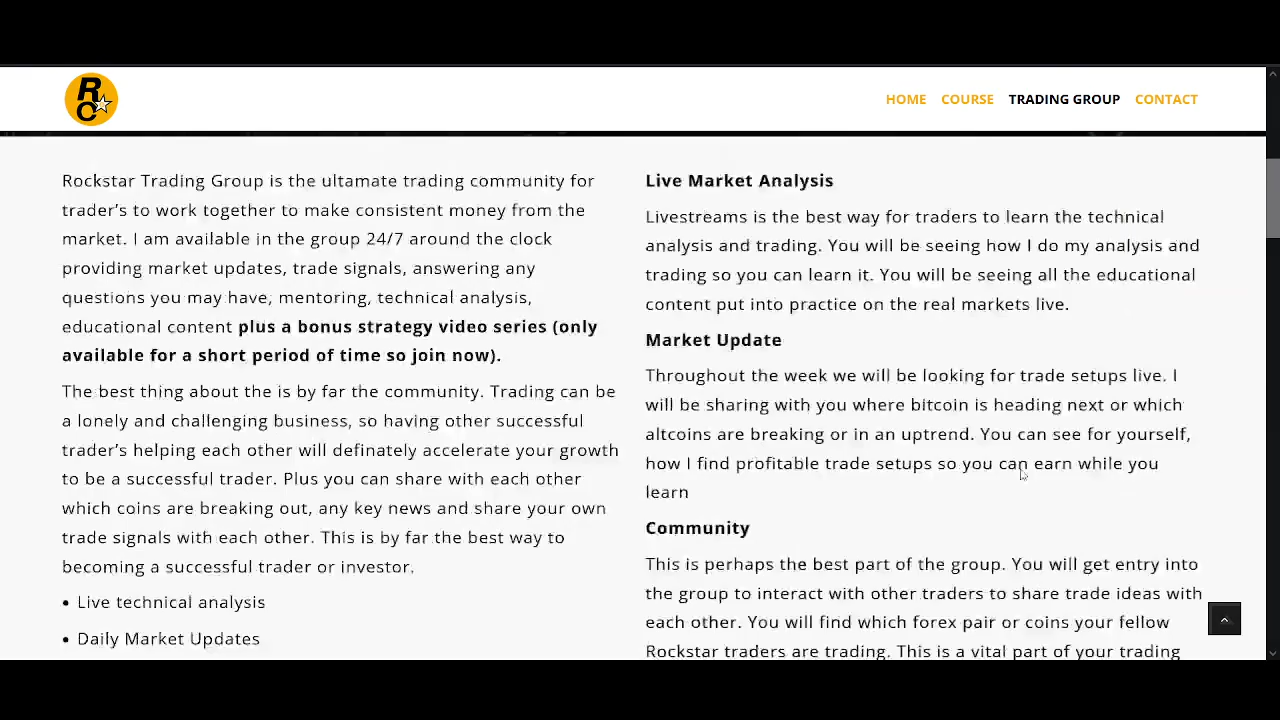 R
C
HOME COURSE TRADING GROUP CONTACT
Rockstar Trading Group is the ultamate trading community for
trader's to work together to make consistent money from the
market. I am available in the group 24/7 around the clock
providing market updates, trade signals, answering any
questions you may have, mentoring, technical analysis,
educational content plus a bonus strategy video series (only
available for a short period of time so join now).
The best thing about the is by far the community. Trading can be
a lonely and challenging business, so having other successful
trader's helping each other will definately accelerate your growth
to be a successful trader. Plus you can share with each other
which coins are breaking out, any key news and share your own
trade signals with each other. This is by far the best way to
becoming a successful trader or investor.
• Live technical analysis
• Daily Market Updates
Live Market Analysis
Livestreams is the best way for traders to learn the technical
analysis and trading. You will be seeing how I do my analysis and
trading so you can learn it. You will be seeing all the educational
content put into practice on the real markets live.
Market Update
Throughout the week we will be looking for trade setups live. I
will be sharing with you where bitcoin is heading next or which
altcoins are breaking or in an uptrend. You can see for yourself,
how I find profitable trade setups so you can earn while you
learn
Community
This is perhaps the best part of the group. You will get entry into
the group to interact with other traders to share trade ideas with
each other. You will find which forex pair or coins your fellow
Rockstar traders are trading. This is a vital part of your trading